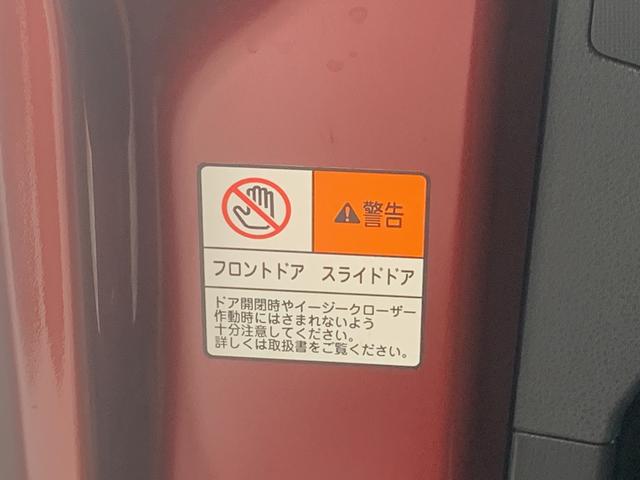 警告
フロントドア スライドドア
ドア開閉時やイージークローザー
作動時にはさまれないよう
十分注意してください。
詳しくは取扱書をご覧ください。